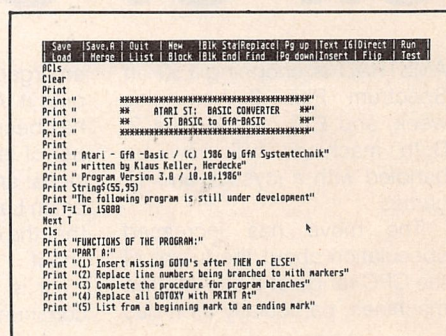 Save |Save,A | Quit | New |Blk Sta|Replace| Pg up |Text 16|Direct | Run
Load | Merge | Llist | Block |Blk End| Find |Pg down|Insert | Flip | Test
ACls
Clear
Print
Print " ************************************"
Print " ** ATARI ST: BASIC CONVERTER **"
Print " ** ST BASIC to GfA-BASIC **"
Print " ************************************"
Print
Print " Atari - GfA -Basic / (c) 1986 by GfA Systemtechnik"
Print " written by Klaus Keller, Herdecke"
Print " Program Version 3.0 / 10.10.1986"
Print String$(55,95)
Print "The following program is still under development"
For T=1 To 15000
Next T
Cls
Print "FUNCTIONS OF THE PROGRAM:"
Print "PART A:"
Print "(1) Insert missing GOTO's after THEN or ELSE"
Print "(2) Replace line numbers being branched to with markers"
Print "(3) Complete the procedure for program branches"
Print "(4) Replace all GOTOXY with PRINT At"
Print "(5) List from a beginning mark to an ending mark"